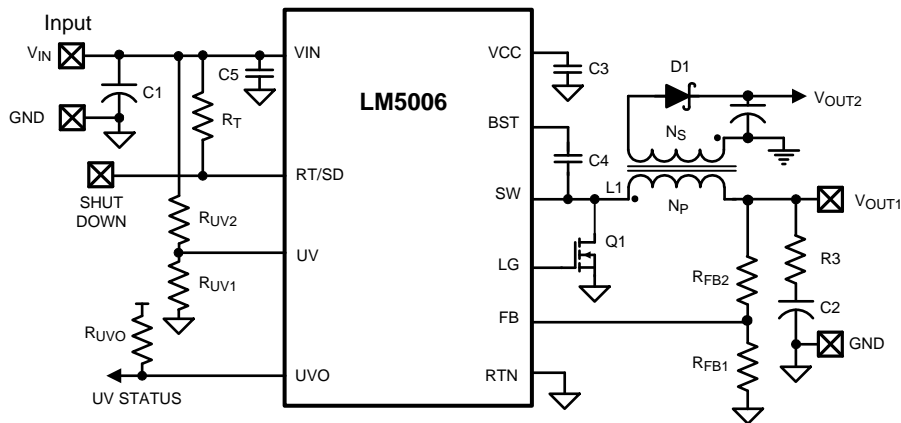 Input
VIN
C1
GND
C5
RT
SHUT
DOWN
RUV2
RUV1
RUVO
UV STATUS
LM5006
VIN
RT/SD
UV
UVO
VCC
BST
SW
LG
FB
RTN
C3
C4
D1
VOUT2
NS
L1
NP
VOUT1
Q1
RFB2
R3
C2
GND
RFB1